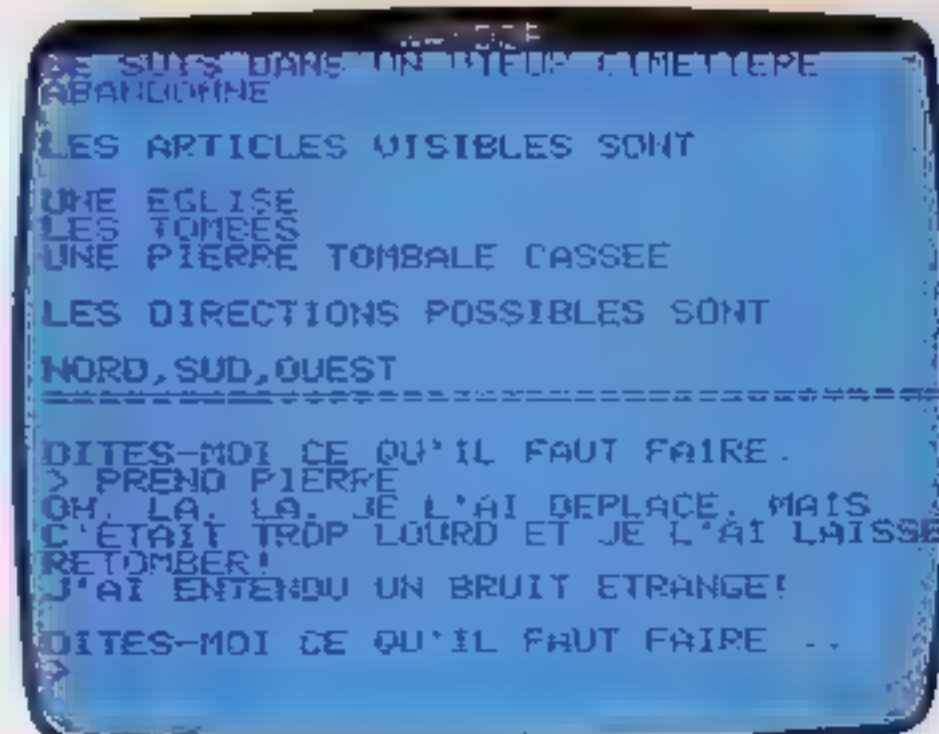 JE SUIS DANS UN VIEUX CIMETIERE
ABANDONNE
LES ARTICLES VISIBLES SONT
UNE EGLISE
LES TOMBES
UNE PIERRE TOMBALE CASSEE
LES DIRECTIONS POSSIBLES SONT
NORD,SUD,OUEST
DITES-MOI CE QU'IL FAUT FAIRE.
> PREND PIERRE
OH. LA. LA. JE L'AI DEPLACE. MAIS
C'ETAIT TROP LOURD ET JE L'AI LAISSE
RETOMBER!
J'AI ENTENDU UN BRUIT ETRANGE!
DITES-MOI CE QU'IL FAUT FAIRE ..
>